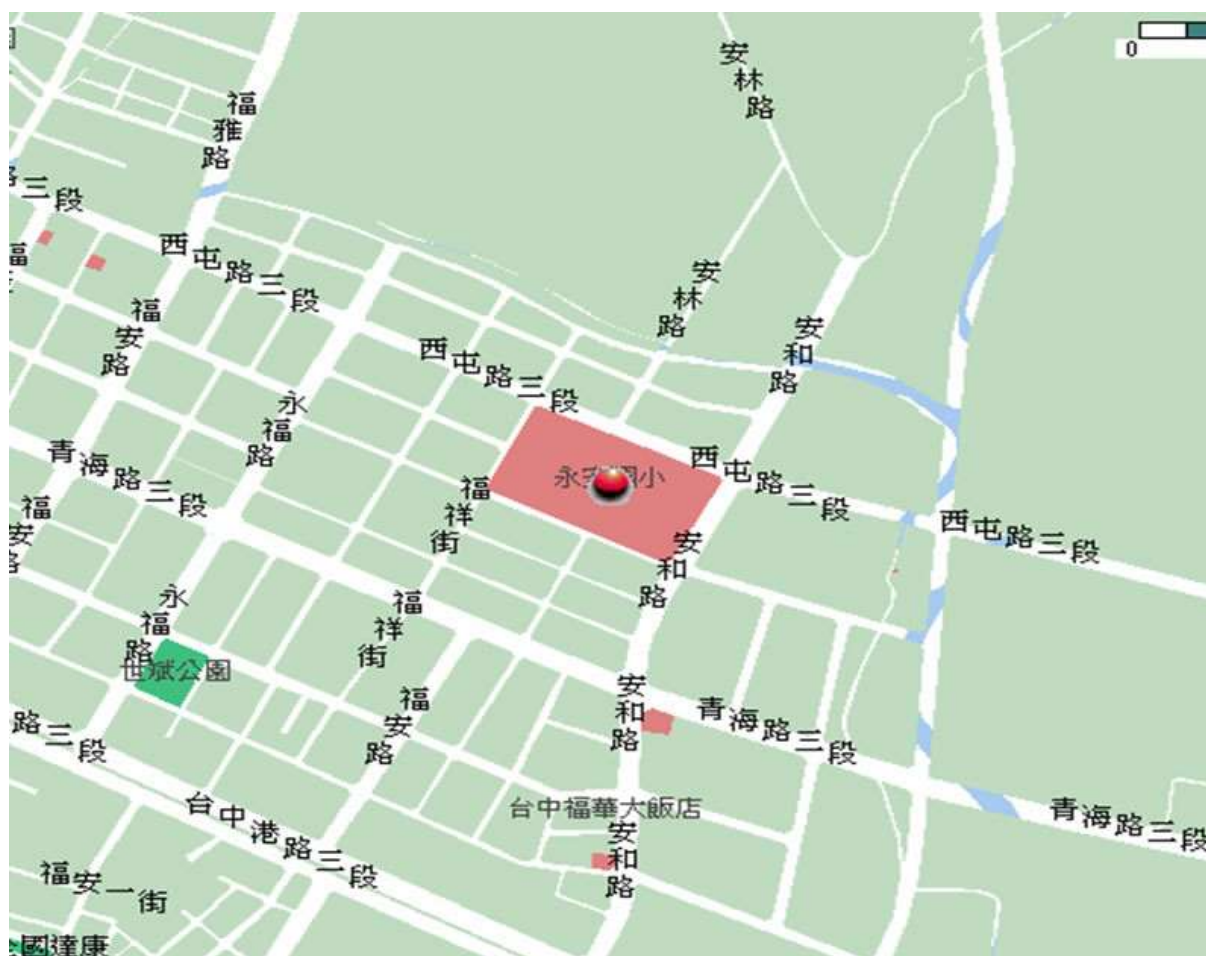 0
安林路
福雅路
路三段
西屯路三段
安林路
福安路
安和路
西屯路三段
永福路
青海路三段
西屯路三段
永安國小
福祥街
福安路
西屯路三段
安和路
福祥街
永福路
世斌公園
福安路
安和路
青海路三段
路三段
台中港路三段
台中福華大飯店
青海路三段
安和路
福安一街
國達康